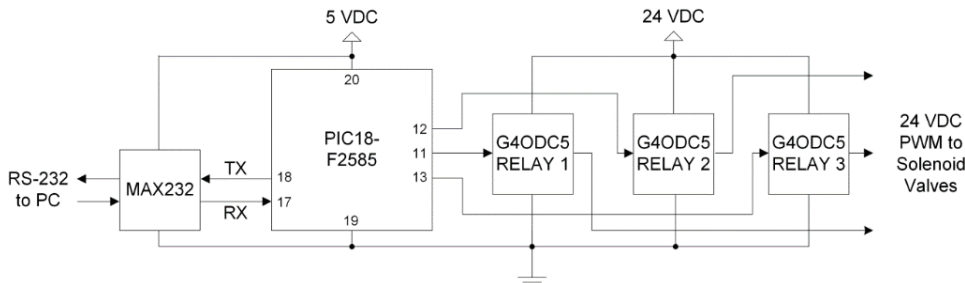 5 VDC
24 VDC
20
PIC18-
F2585
12
11
13
18
17
19
TX
RX
MAX232
RS-232
to PC
G4ODC5
RELAY 1
G4ODC5
RELAY 2
G4ODC5
RELAY 3
24 VDC
PWM to
Solenoid
Valves